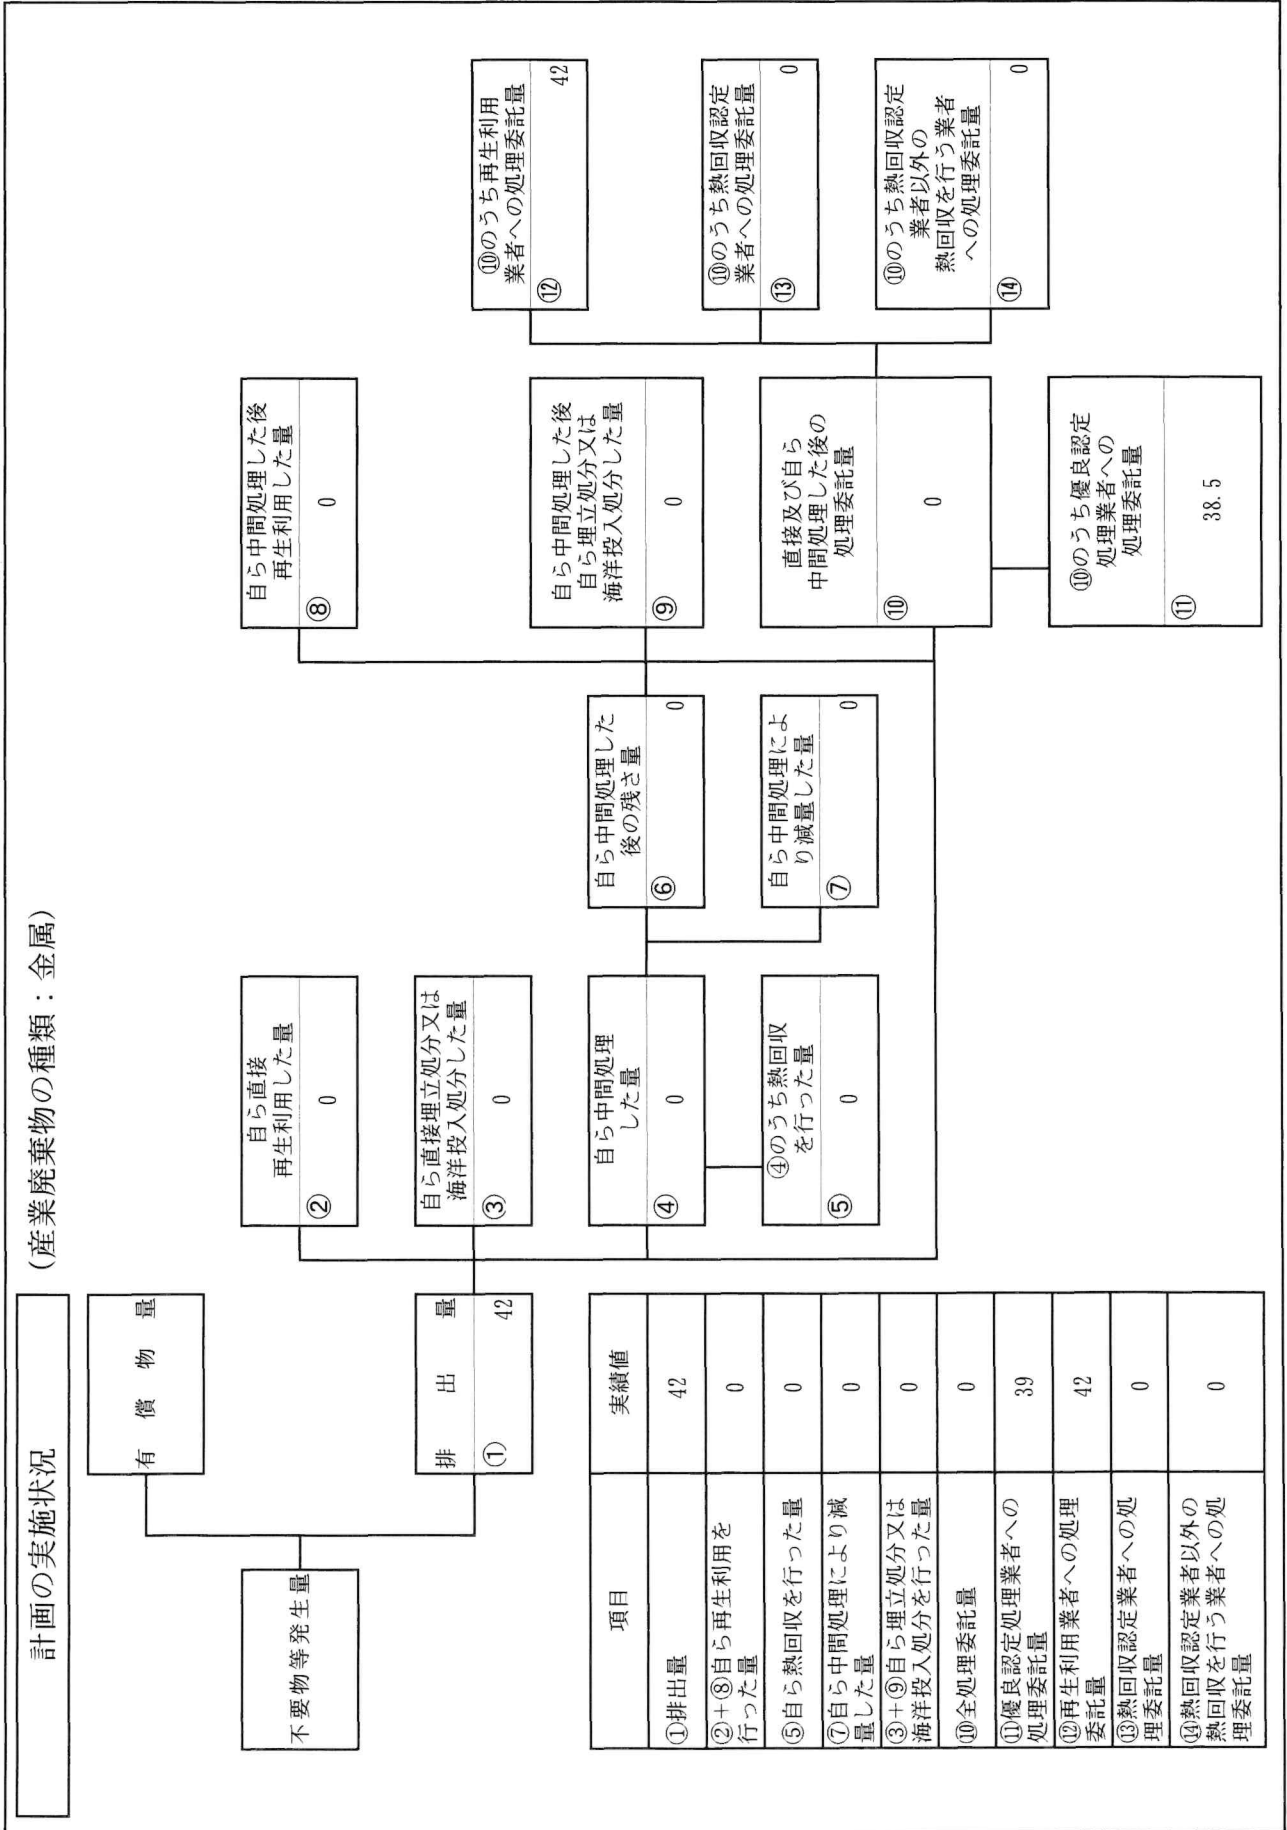 計画の実施状況
(産業廃棄物の種類：金属)
不要物等発生量
有償物量
排出量
① 42
自ら直接
再生利用した量
② 0
自ら直接埋立処分又は
海洋投入処分した量
③ 0
自ら中間処理
した量
④ 0
④のうち熱回収
を行った量
⑤ 0
自ら中間処理した
後の残さ量
⑥ 0
自ら中間処理によ
り減量した量
⑦ 0
自ら中間処理した後
再生利用した量
⑧ 0
自ら中間処理した後
自ら埋立処分又は
海洋投入処分した量
⑨ 0
直接及び自ら
中間処理した後の
処理委託量
⑩ 0
⑩のうち優良認定
処理業者への
処理委託量
⑪ 38.5
⑩のうち再生利用
業者への処理委託量
⑫ 42
⑩のうち熱回収認定
業者への処理委託量
⑬ 0
⑩のうち熱回収認定
業者以外の
熱回収を行う業者
への処理委託量
⑭ 0
項目 実績値
①排出量 42
②+⑧自ら再生利用を
行った量 0
⑤自ら熱回収を行った量 0
⑦自ら中間処理により減
量した量 0
③+⑨自ら埋立処分又は
海洋投入処分を行った量 0
⑩全処理委託量 0
⑪優良認定処理業者への
処理委託量 39
⑫再生利用業者への処理
委託量 42
⑬熱回収認定業者への処
理委託量 0
⑭熱回収認定業者以外の
熱回収を行う業者への処
理委託量 0